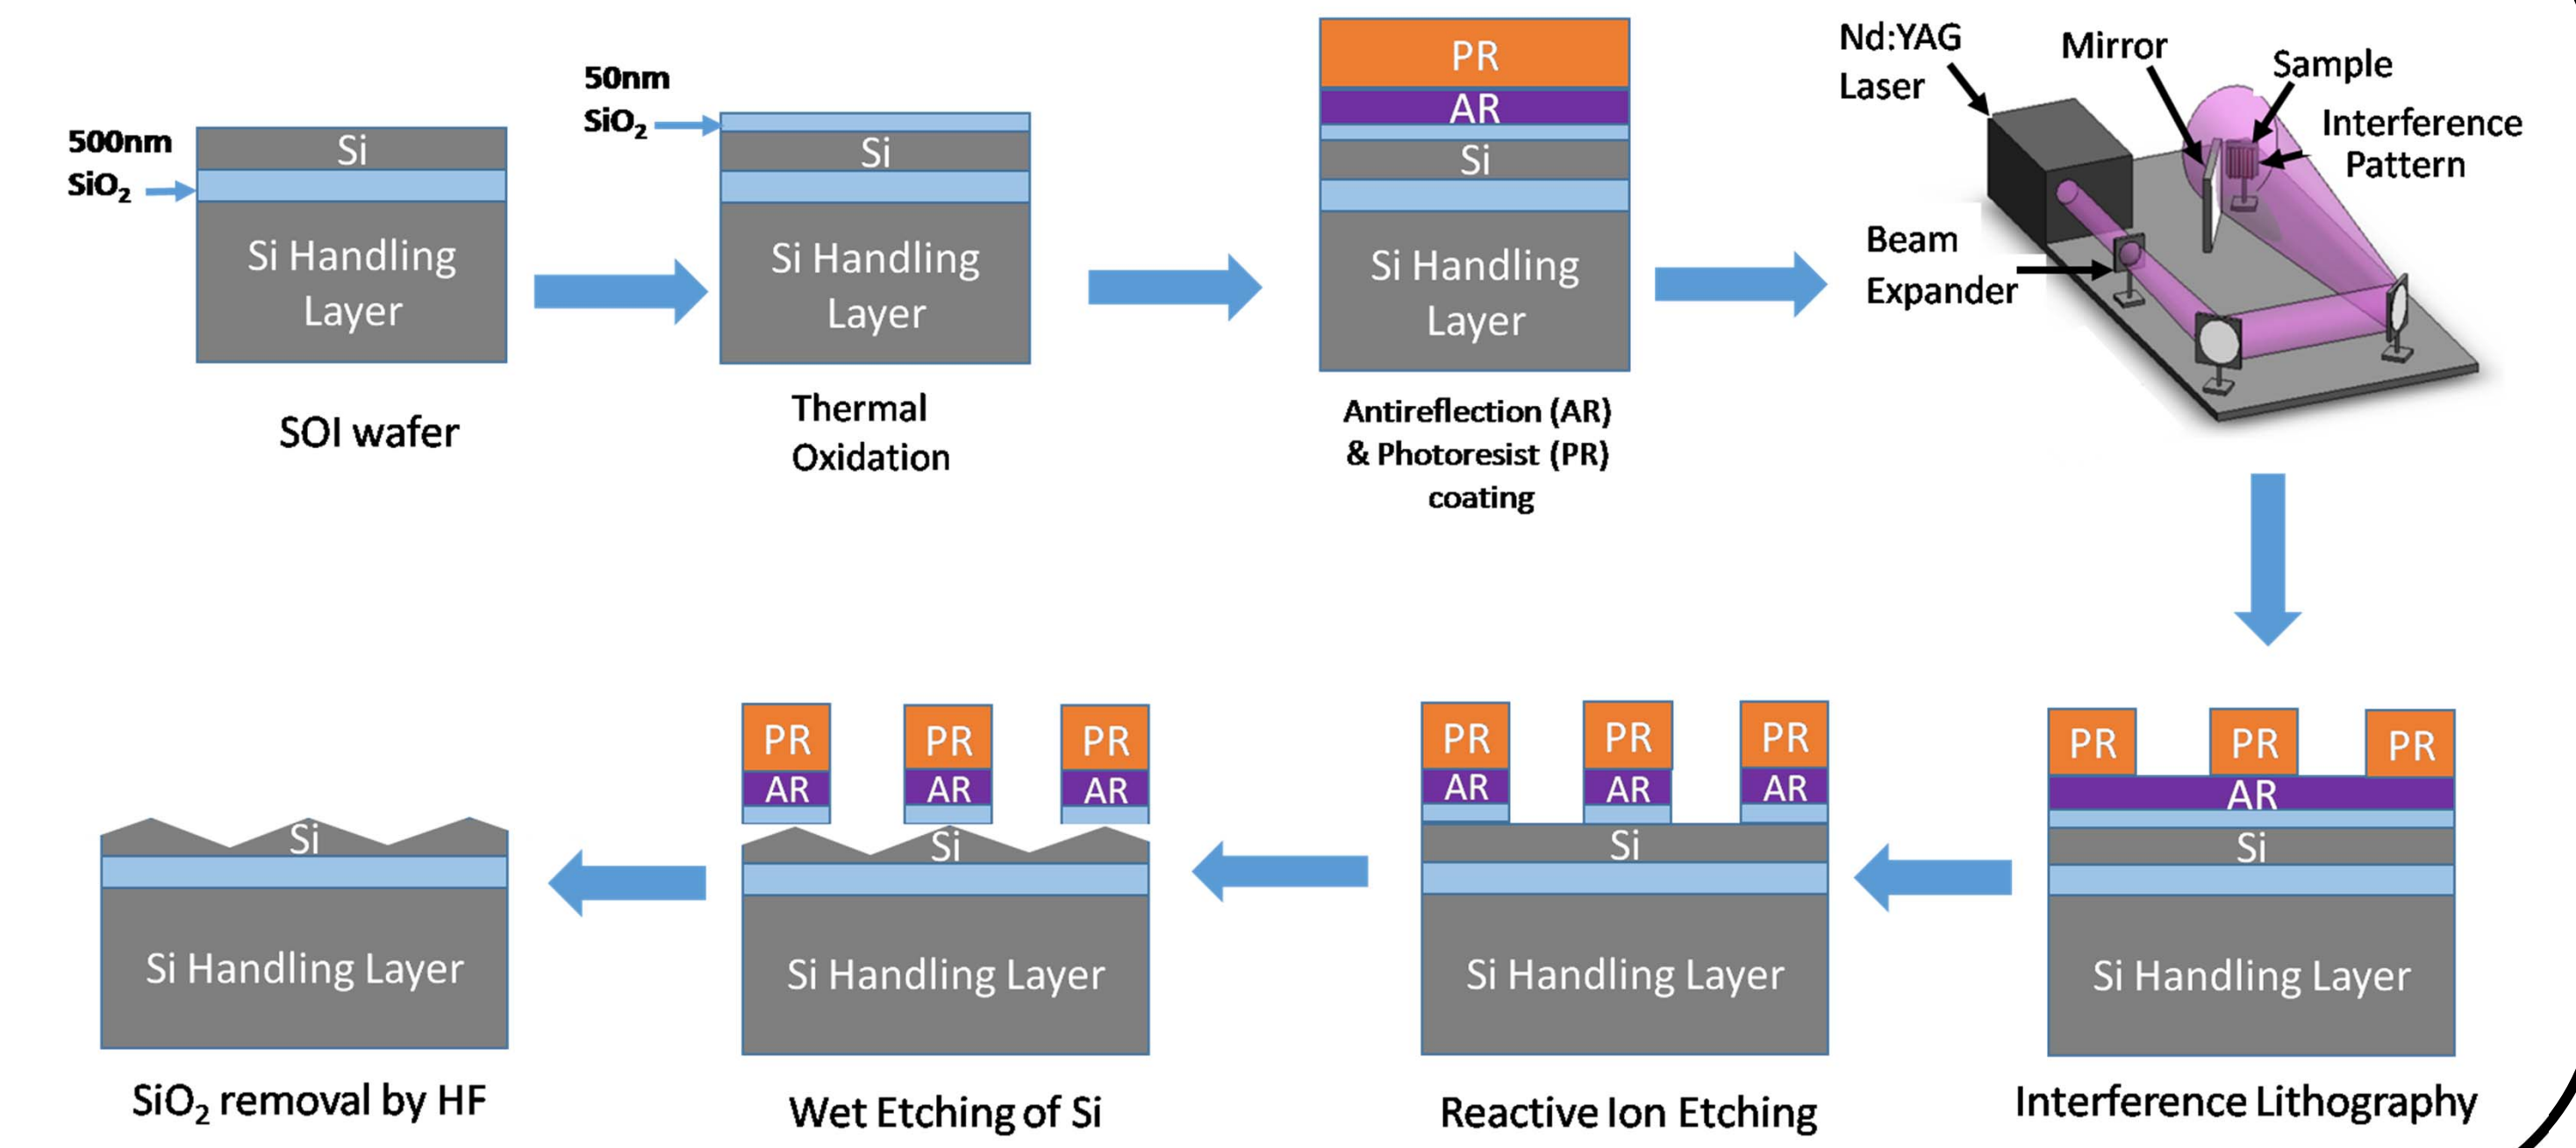 500nm
SiO₂
Si
Si Handling
Layer
SOI wafer
50nm
SiO₂
Si
Si Handling
Layer
Thermal
Oxidation
PR
AR
Si
Si Handling
Layer
Antireflection (AR)
& Photoresist (PR)
coating
Nd:YAG
Laser
Mirror
Sample
Interference
Pattern
Beam
Expander
PR PR PR
AR
Si
Si Handling Layer
Interference Lithography
PR PR PR
AR AR AR
Si
Si Handling Layer
Reactive Ion Etching
PR PR PR
AR AR AR
Si
Si Handling Layer
Wet Etching of Si
Si
Si Handling Layer
SiO₂ removal by HF